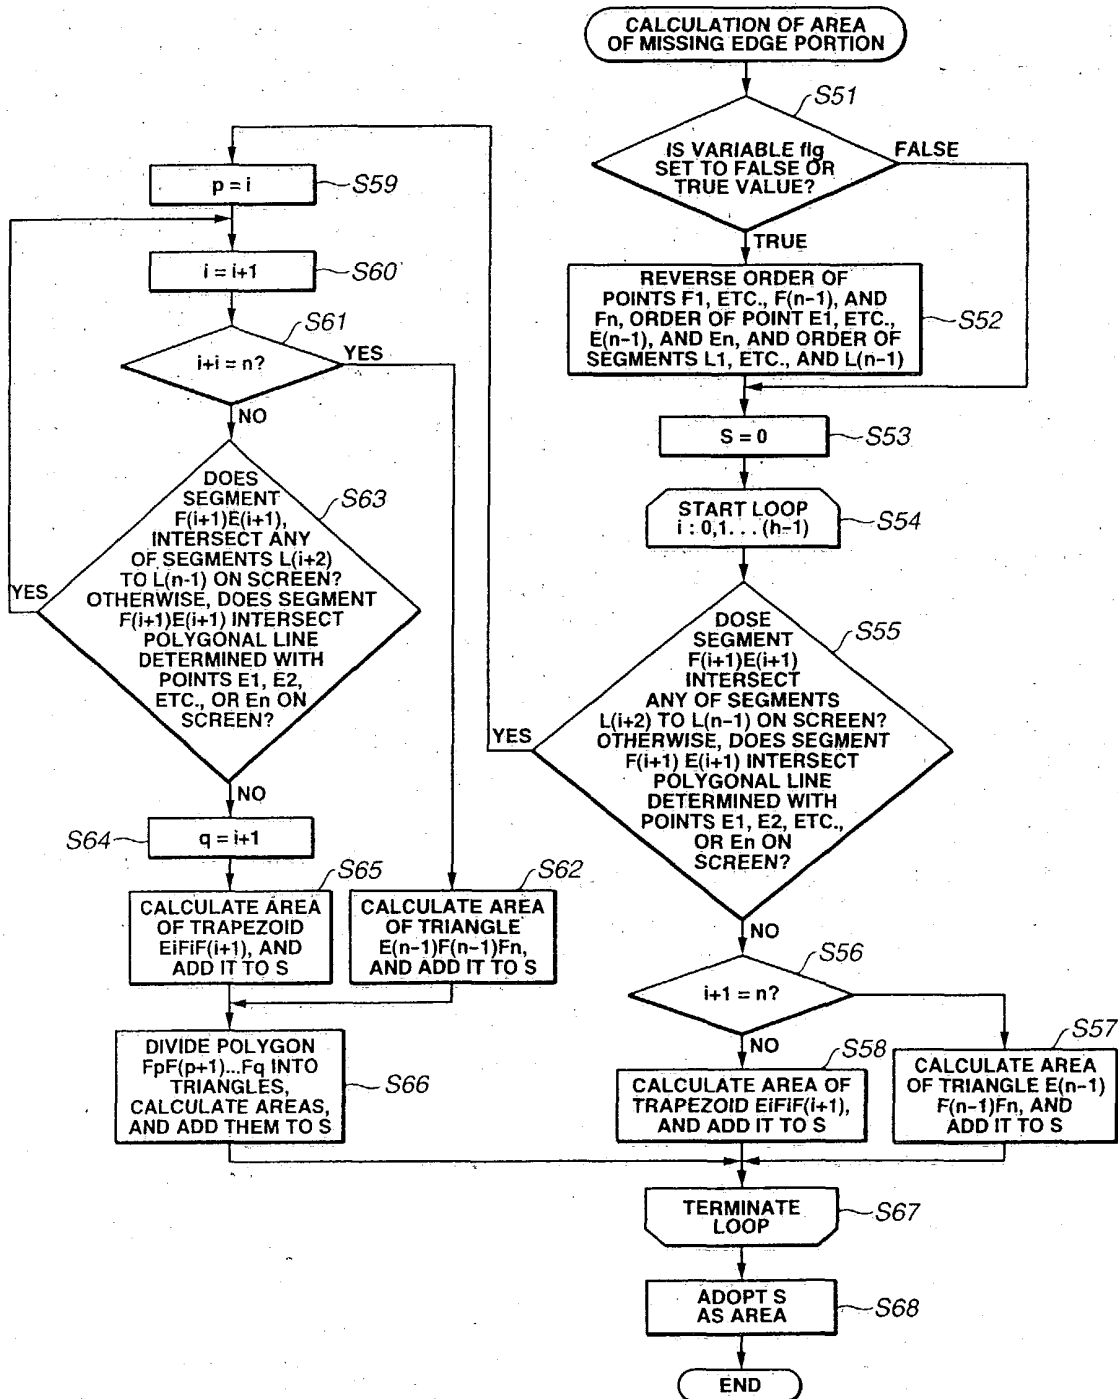 CALCULATION OF AREA
OF MISSING EDGE PORTION
S51
IS VARIABLE flg
SET TO FALSE OR
TRUE VALUE?
FALSE
TRUE
REVERSE ORDER OF
POINTS F1, ETC., F(n-1), AND
Fn, ORDER OF POINT E1, ETC.,
E(n-1), AND En, AND ORDER OF
SEGMENTS L1, ETC., AND L(n-1)
S52
S = 0
S53
START LOOP
i : 0,1. . . (h-1)
S54
DOSE
SEGMENT
F(i+1)E(i+1)
INTERSECT
ANY OF SEGMENTS
L(i+2) TO L(n-1) ON SCREEN?
OTHERWISE, DOES SEGMENT
F(i+1) E(i+1) INTERSECT
POLYGONAL LINE
DETERMINED WITH
POINTS E1, E2, ETC.,
OR En ON
SCREEN?
S55
YES
NO
i+1 = n?
S56
NO
CALCULATE AREA
OF TRIANGLE E(n-1)
F(n-1)Fn, AND
ADD IT TO S
S57
CALCULATE AREA OF
TRAPEZOID EiFiF(i+1),
AND ADD IT TO S
S58
p = i
S59
i = i+1
S60
i+i = n?
S61
YES
NO
DOES
SEGMENT
F(i+1)E(i+1),
INTERSECT ANY
OF SEGMENTS L(i+2)
TO L(n-1) ON SCREEN?
OTHERWISE, DOES SEGMENT
F(i+1)E(i+1) INTERSECT
POLYGONAL LINE
DETERMINED WITH
POINTS E1, E2,
ETC., OR En ON
SCREEN?
S63
YES
NO
S64
q = i+1
S65
CALCULATE AREA
OF TRAPEZOID
EiFiF(i+1), AND
ADD IT TO S
S62
CALCULATE AREA
OF TRIANGLE
E(n-1)F(n-1)Fn,
AND ADD IT TO S
DIVIDE POLYGON
FpF(p+1)...Fq INTO
TRIANGLES,
CALCULATE AREAS,
AND ADD THEM TO S
S66
TERMINATE
LOOP
S67
ADOPT S
AS AREA
S68
END